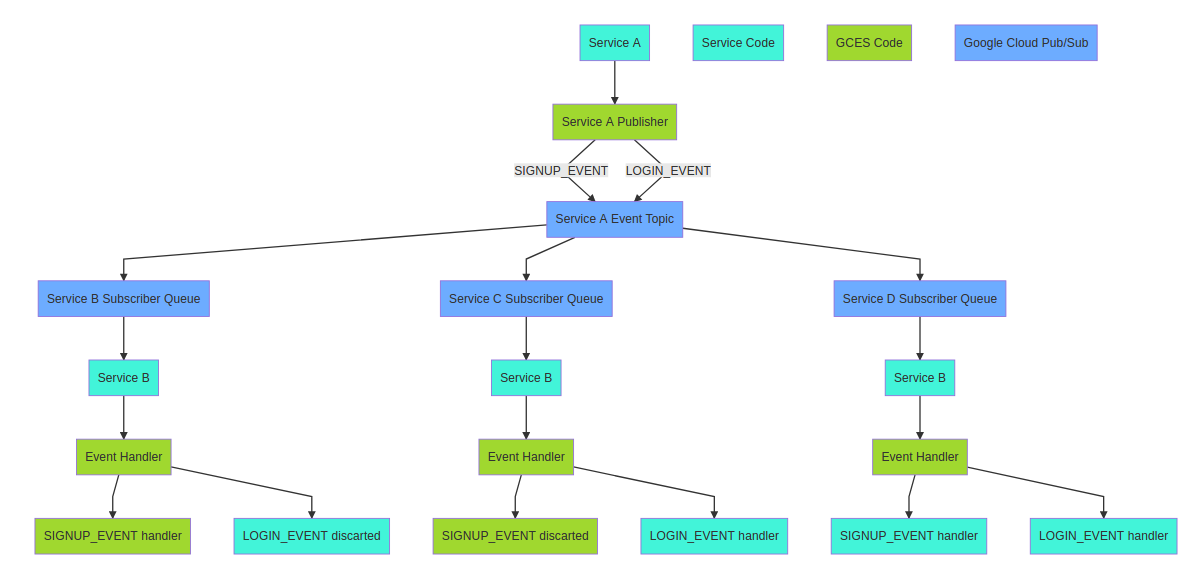 Service A
Service Code
GCES Code
Google Cloud Pub/Sub
Service A Publisher
SIGNUP_EVENT
LOGIN_EVENT
Service A Event Topic
Service B Subscriber Queue
Service C Subscriber Queue
Service D Subscriber Queue
Service B
Service B
Service B
Event Handler
Event Handler
Event Handler
SIGNUP_EVENT handler
LOGIN_EVENT discarted
SIGNUP_EVENT discarted
LOGIN_EVENT handler
SIGNUP_EVENT handler
LOGIN_EVENT handler